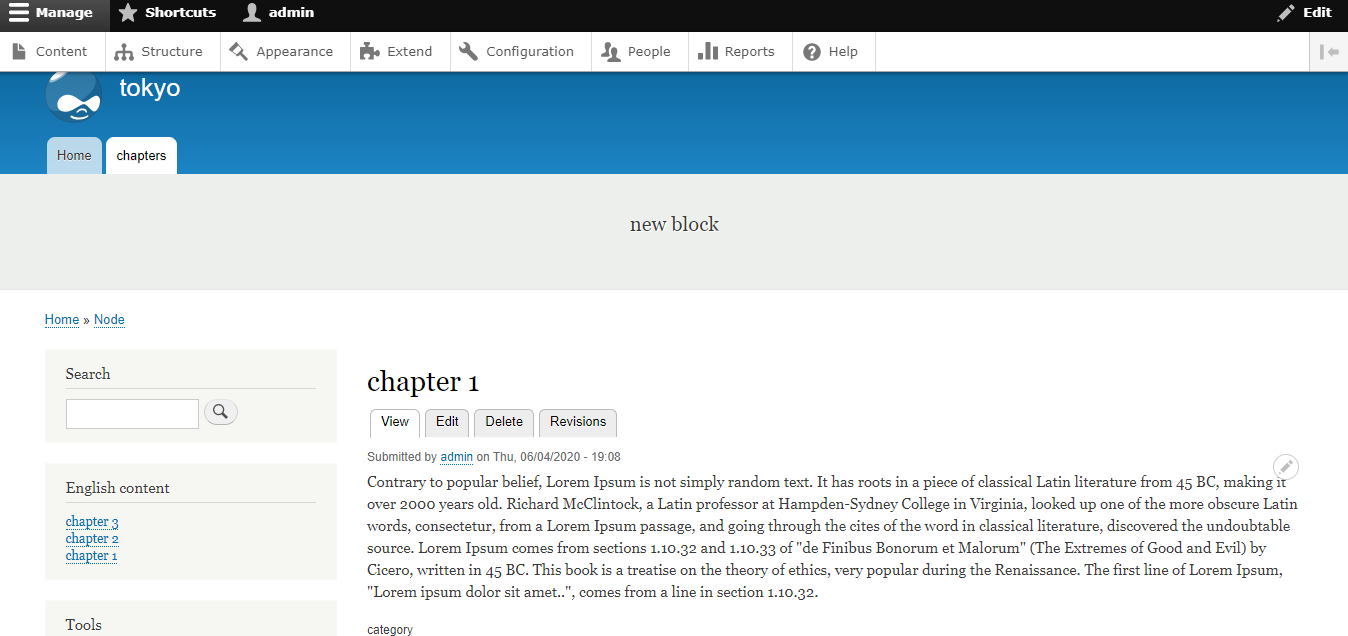 Manage Shortcuts admin Edit
Content Structure Appearance Extend Configuration People Reports Help
tokyo
Home chapters
new block
Home » Node
Search
English content
chapter 3
chapter 2
chapter 1
Tools
chapter 1
View Edit Delete Revisions
Submitted by admin on Thu, 06/04/2020 - 19:08
Contrary to popular belief, Lorem Ipsum is not simply random text. It has roots in a piece of classical Latin literature from 45 BC, making it
over 2000 years old. Richard McClintock, a Latin professor at Hampden-Sydney College in Virginia, looked up one of the more obscure Latin
words, consectetur, from a Lorem Ipsum passage, and going through the cites of the word in classical literature, discovered the undoubtable
source. Lorem Ipsum comes from sections 1.10.32 and 1.10.33 of "de Finibus Bonorum et Malorum" (The Extremes of Good and Evil) by
Cicero, written in 45 BC. This book is a treatise on the theory of ethics, very popular during the Renaissance. The first line of Lorem Ipsum,
"Lorem ipsum dolor sit amet..", comes from a line in section 1.10.32.
category